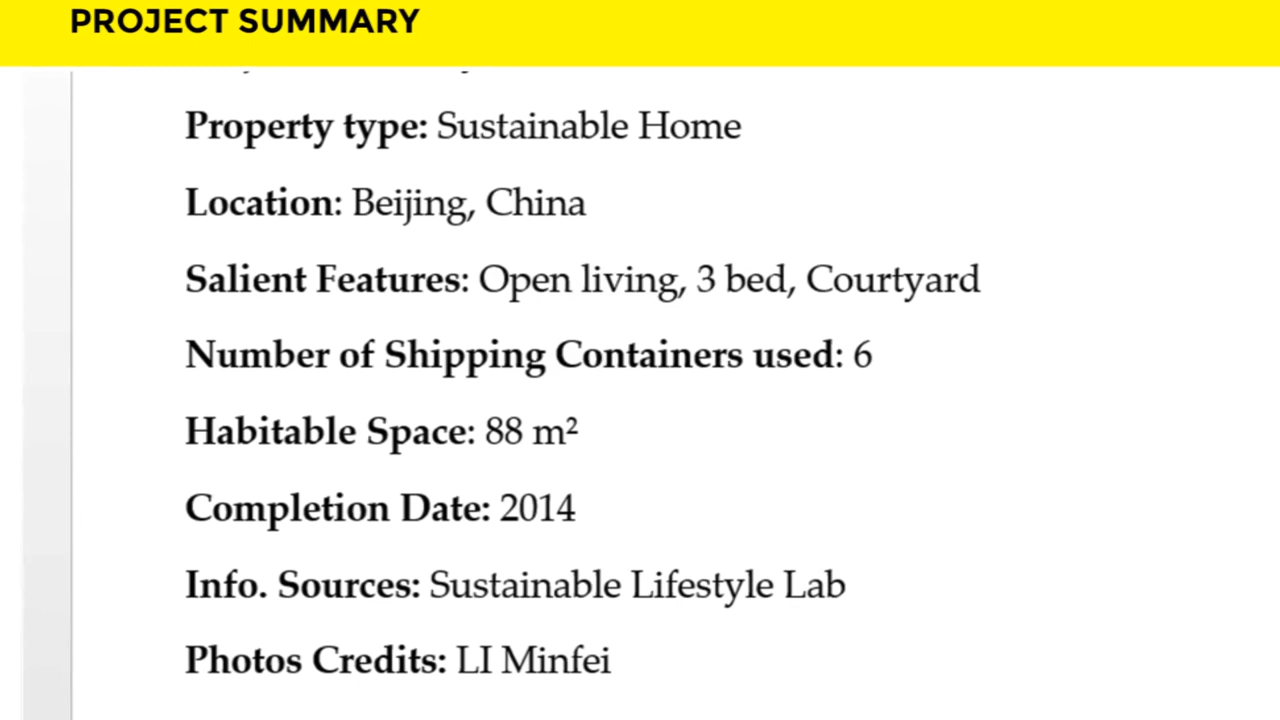 PROJECT SUMMARY
Property type: Sustainable Home
Location: Beijing, China
Salient Features: Open living, 3 bed, Courtyard
Number of Shipping Containers used: 6
Habitable Space: 88 m²
Completion Date: 2014
Info. Sources: Sustainable Lifestyle Lab
Photos Credits: LI Minfei